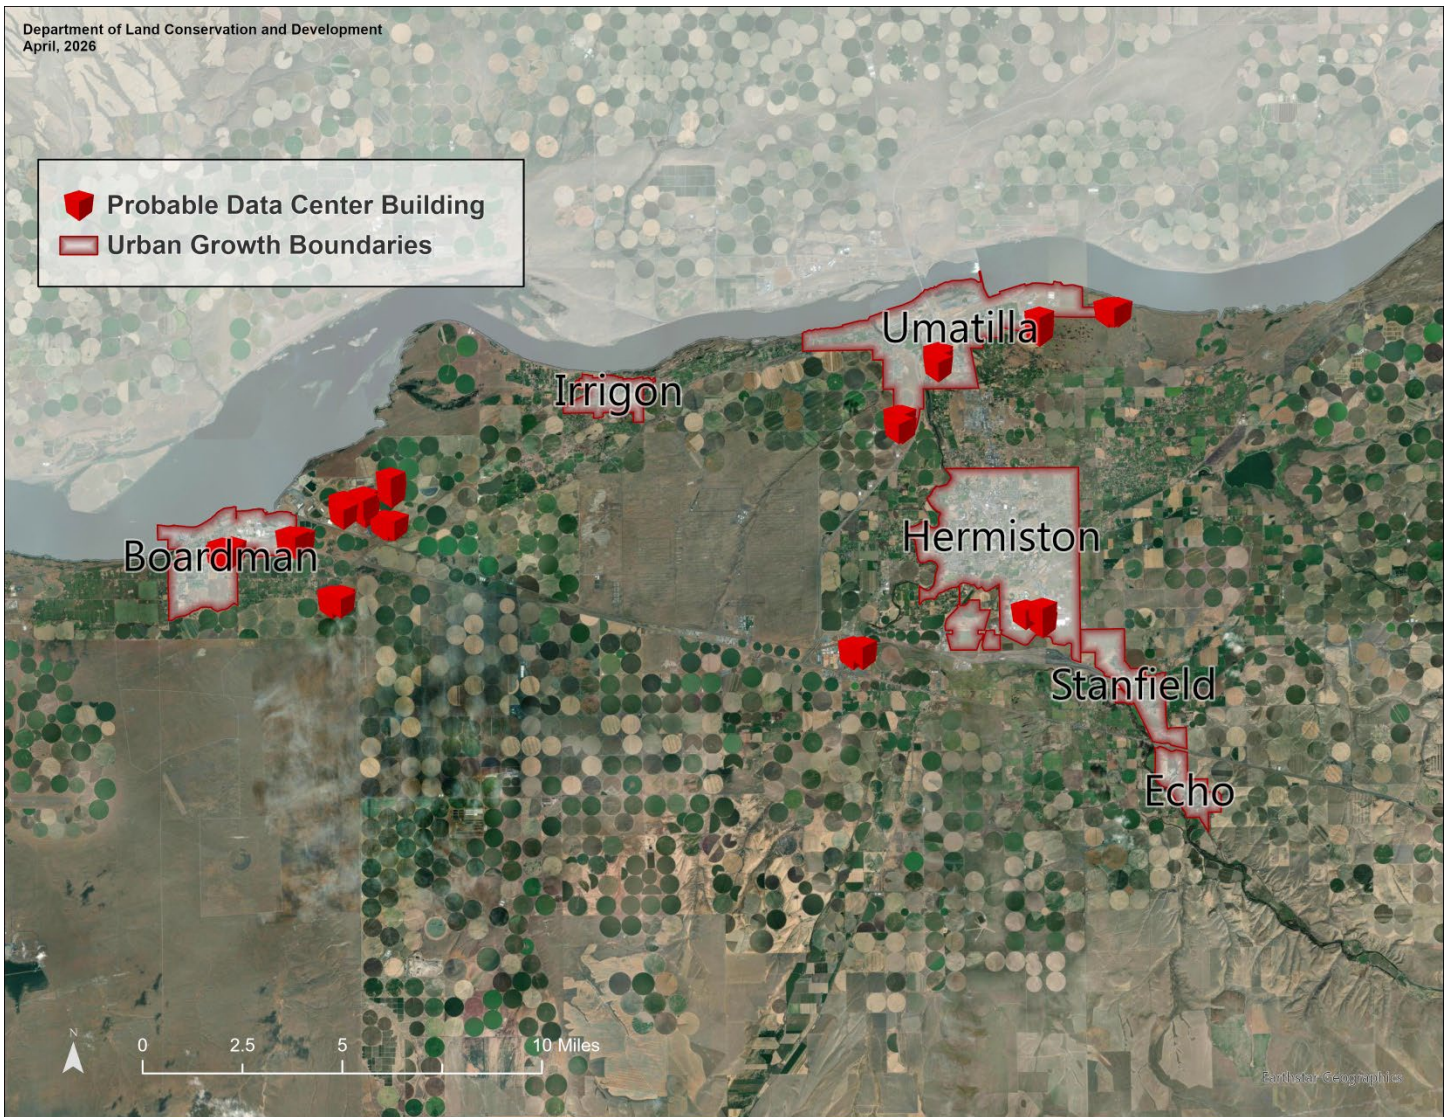 Department of Land Conservation and Development
April, 2026
Probable Data Center Building
Urban Growth Boundaries
Umatilla
Irrigon
Hermiston
Boardman
Stanfield
Echo
N
0 2.5 5 10 Miles
Earthstar Geographics